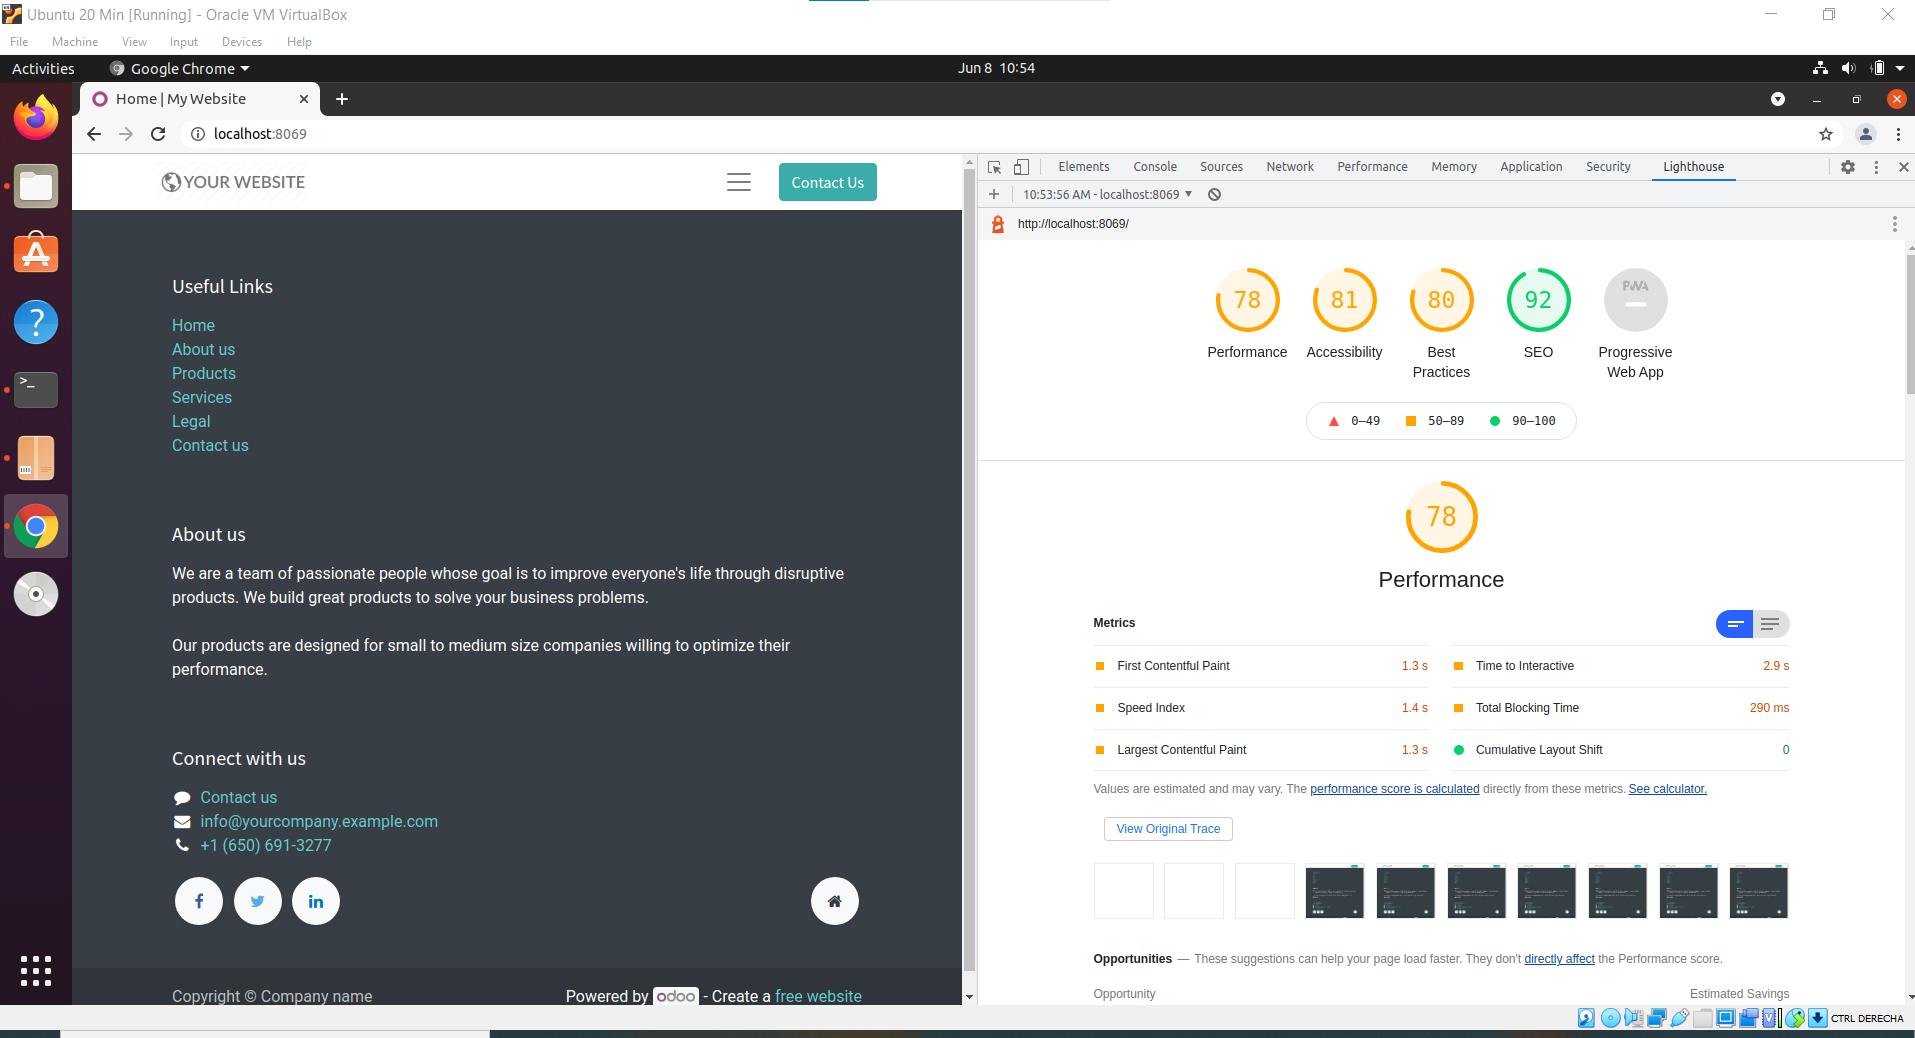 Ubuntu 20 Min [Running] - Oracle VM VirtualBox
File Machine View Input Devices Help
Activities Google Chrome Jun 8 10:54
Home | My Website
localhost:8069
YOUR WEBSITE Contact Us
Useful Links
Home
About us
Products
Services
Legal
Contact us
About us
We are a team of passionate people whose goal is to improve everyone's life through disruptive
products. We build great products to solve your business problems.
Our products are designed for small to medium size companies willing to optimize their
performance.
Connect with us
Contact us
info@yourcompany.example.com
+1 (650) 691-3277
Copyright © Company name Powered by odoo - Create a free website
Elements Console Sources Network Performance Memory Application Security Lighthouse
10:53:56 AM - localhost:8069
http://localhost:8069/
78 81 80 92 PWA
Performance Accessibility Best Practices SEO Progressive Web App
0–49 50–89 90–100
78
Performance
Metrics
First Contentful Paint 1.3 s
Time to Interactive 2.9 s
Speed Index 1.4 s
Total Blocking Time 290 ms
Largest Contentful Paint 1.3 s
Cumulative Layout Shift 0
Values are estimated and may vary. The performance score is calculated directly from these metrics. See calculator.
View Original Trace
Opportunities — These suggestions can help your page load faster. They don't directly affect the Performance score.
Opportunity Estimated Savings
CTRL DERECHA